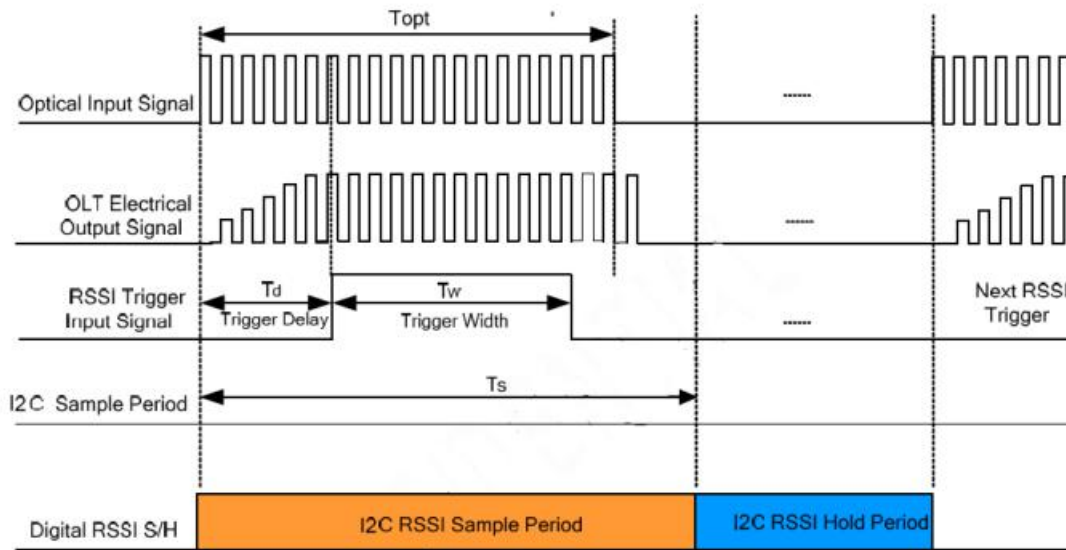 Topt
Optical Input Signal
......
OLT Electrical
Output Signal
......
RSSI Trigger
Input Signal
Td
Trigger Delay
Tw
Trigger Width
......
Next RSSI
Trigger
Ts
I2C Sample Period
Digital RSSI S/H
I2C RSSI Sample Period
I2C RSSI Hold Period